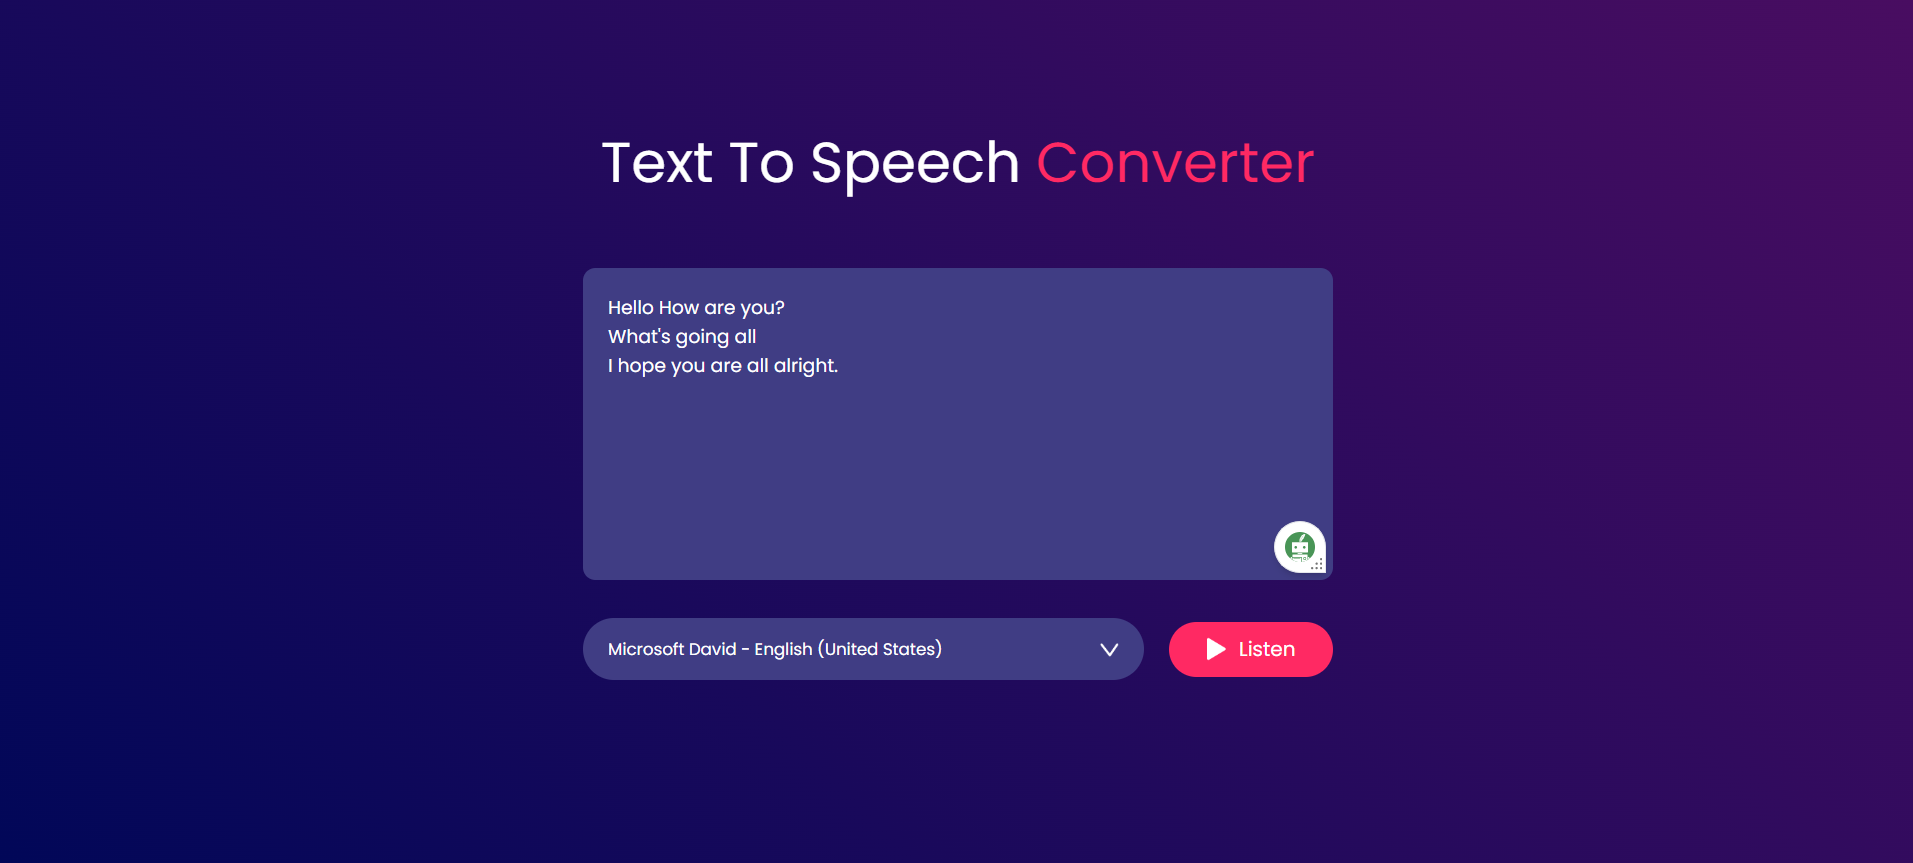 Text To Speech Converter
Hello How are you?
What's going all
I hope you are all alright.
Microsoft David - English (United States)
Listen